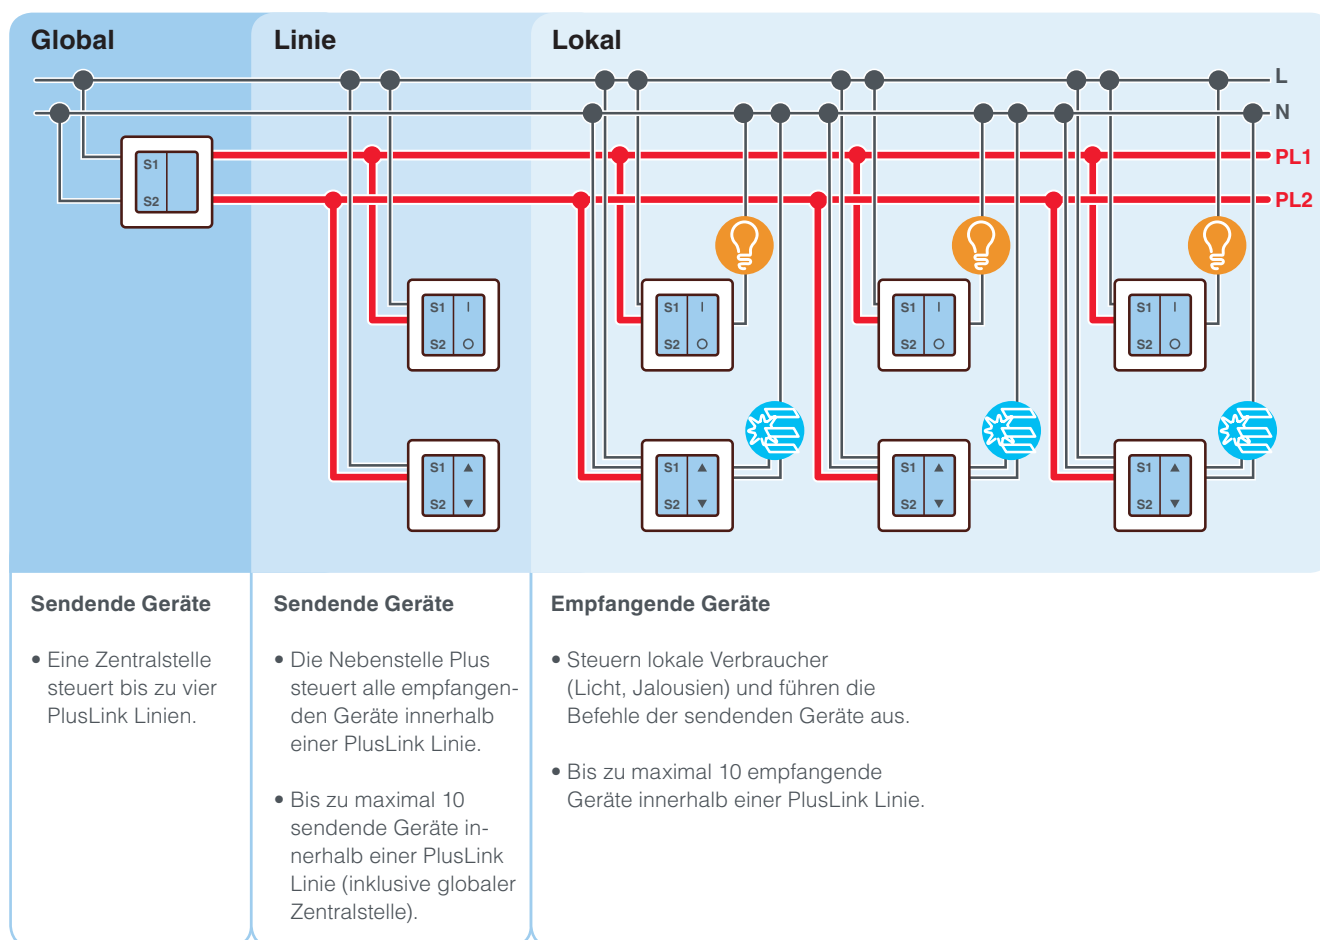 Global
Linie
Lokal
L
N
PL1
PL2
S1
S2
S1 I
S2 O
S1 I
S2 O
S1 I
S2 O
S1 I
S2 O
S1 ▲
S2 ▼
S1 ▲
S2 ▼
S1 ▲
S2 ▼
S1 ▲
S2 ▼
Sendende Geräte
• Eine Zentralstelle
steuert bis zu vier
PlusLink Linien.
Sendende Geräte
• Die Nebenstelle Plus
steuert alle empfangen-
den Geräte innerhalb
einer PlusLink Linie.
• Bis zu maximal 10
sendende Geräte in-
nerhalb einer PlusLink
Linie (inklusive globaler
Zentralstelle).
Empfangende Geräte
• Steuern lokale Verbraucher
(Licht, Jalousien) und führen die
Befehle der sendenden Geräte aus.
• Bis zu maximal 10 empfangende
Geräte innerhalb einer PlusLink Linie.